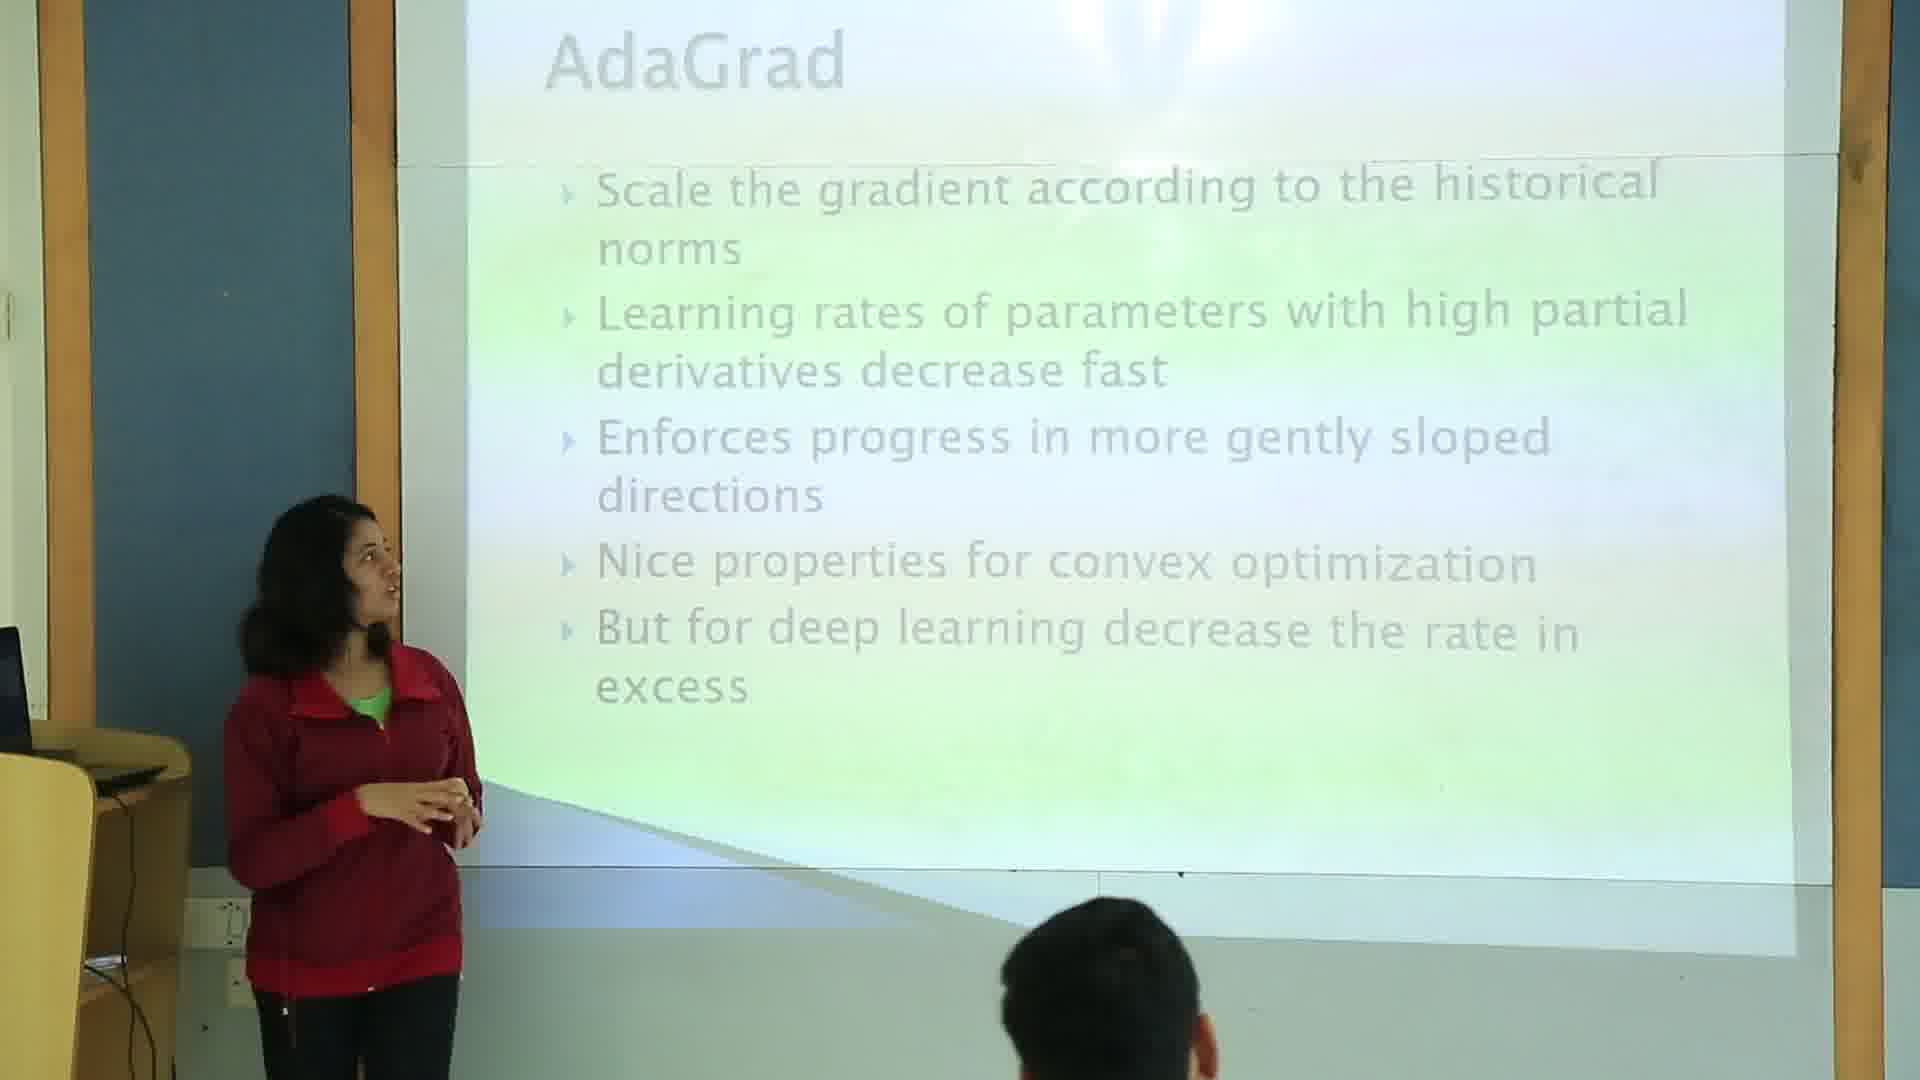 AdaGrad
Scale the gradient according to the historical
norms
Learning rates of parameters with high partial
derivatives decrease fast
Enforces progress in more gently sloped
directions
Nice properties for convex optimization
But for deep learning decrease the rate in
excess